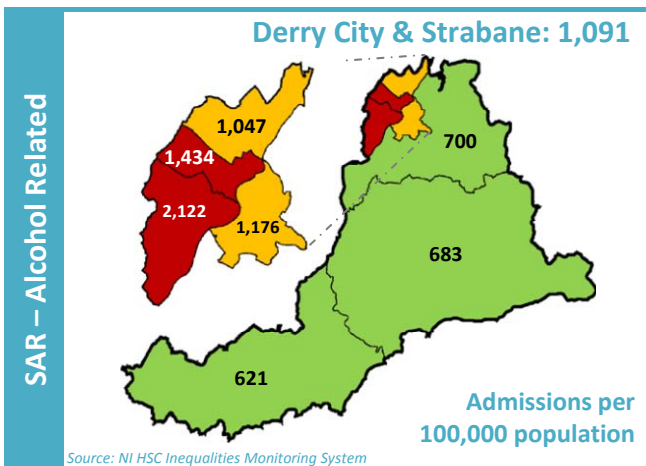 Derry City & Strabane: 1,091
SAR – Alcohol Related
1,047
1,434
2,122
1,176
700
683
621
Admissions per
100,000 population
Source: NI HSC Inequalities Monitoring System